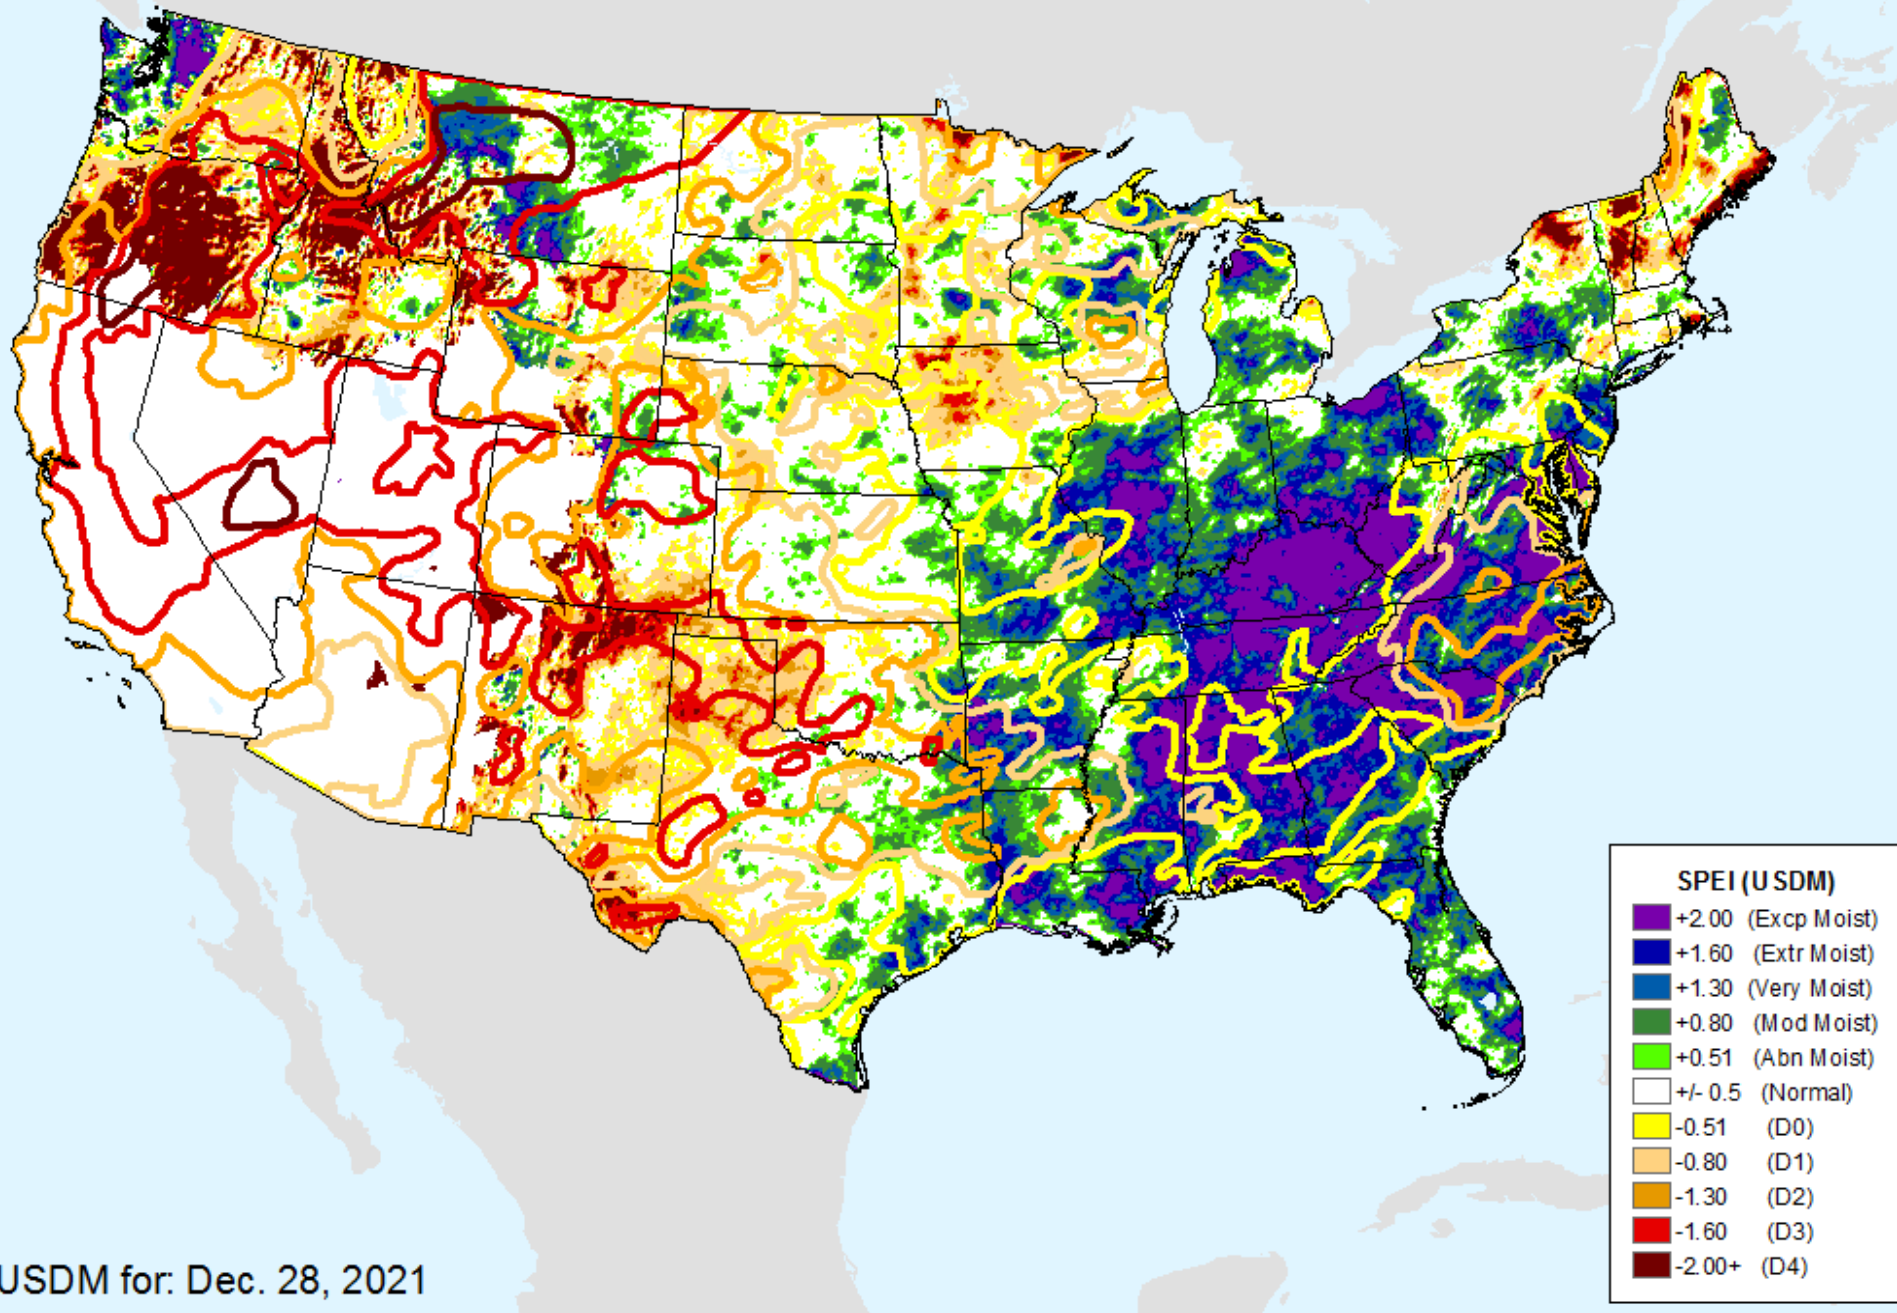 SPEI (USDM)
+2.00 (Excp Moist)
+1.60 (Extr Moist)
+1.30 (Very Moist)
+0.80 (Mod Moist)
+0.51 (Abn Moist)
+/- 0.5 (Normal)
-0.51 (D0)
-0.80 (D1)
-1.30 (D2)
-1.60 (D3)
-2.00+ (D4)
USDM for: Dec. 28, 2021